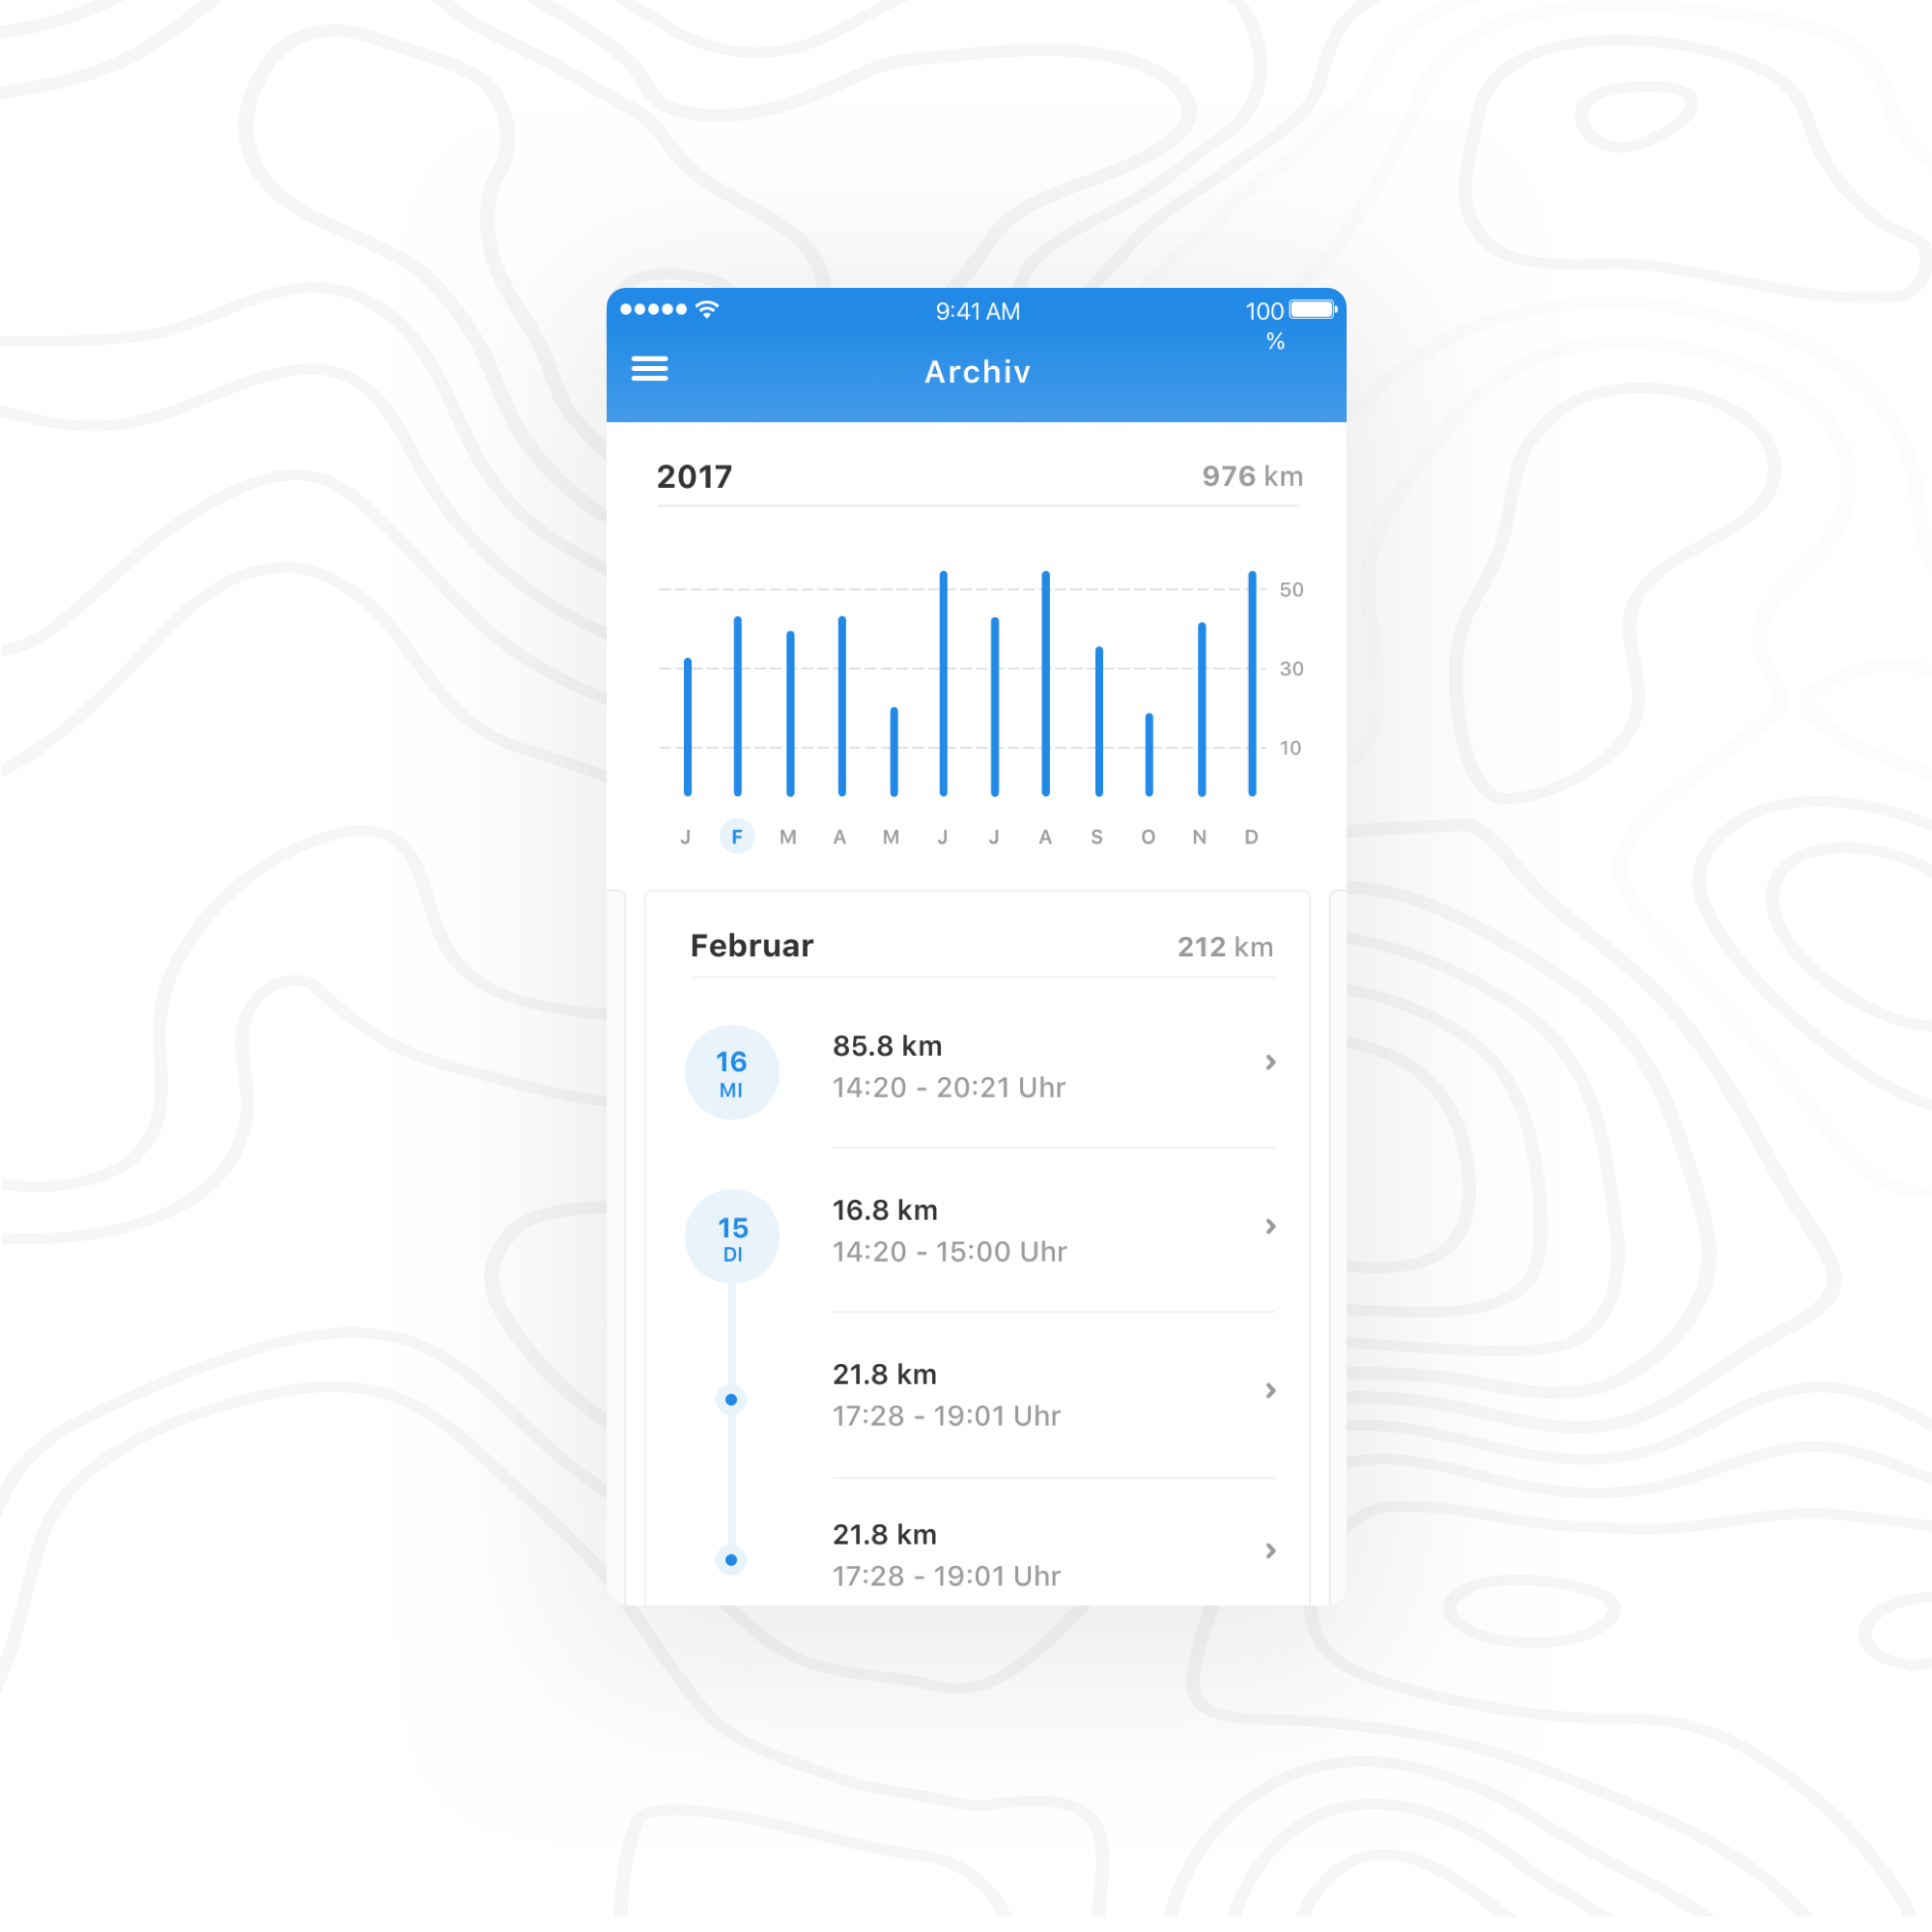 9:41 AM
100
%
Archiv
2017 976 km
50
30
10
J F M A M J J A S O N D
Februar 212 km
16
MI
85.8 km
14:20 - 20:21 Uhr
15
DI
16.8 km
14:20 - 15:00 Uhr
21.8 km
17:28 - 19:01 Uhr
21.8 km
17:28 - 19:01 Uhr